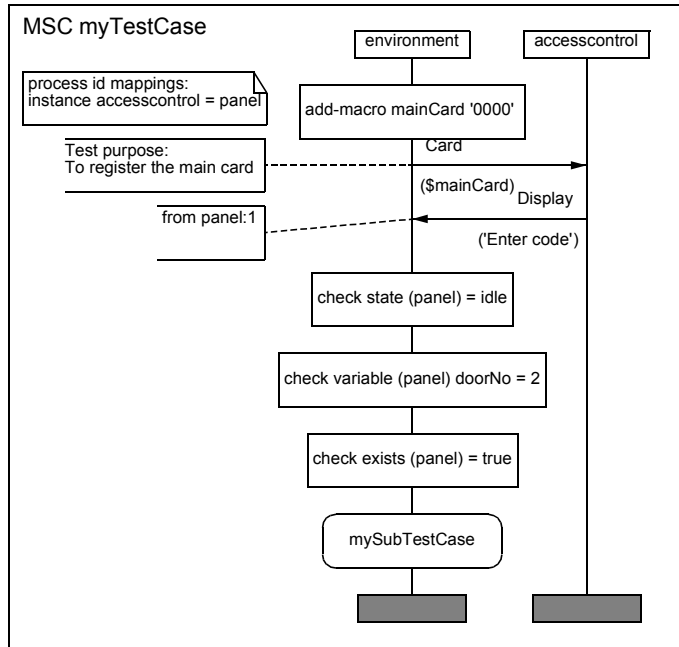 MSC myTestCase
environment
accesscontrol
process id mappings:
instance accesscontrol = panel
add-macro mainCard '0000'
Test purpose:
To register the main card
Card
($mainCard)
Display
from panel:1
('Enter code')
check state (panel) = idle
check variable (panel) doorNo = 2
check exists (panel) = true
mySubTestCase